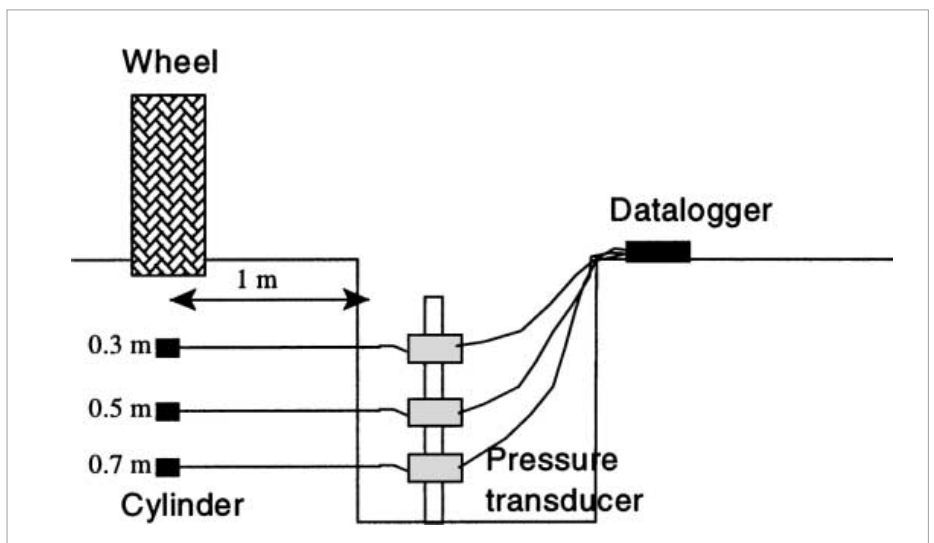 Wheel
Datalogger
1 m
0.3 m
0.5 m
0.7 m
Pressure
transducer
Cylinder